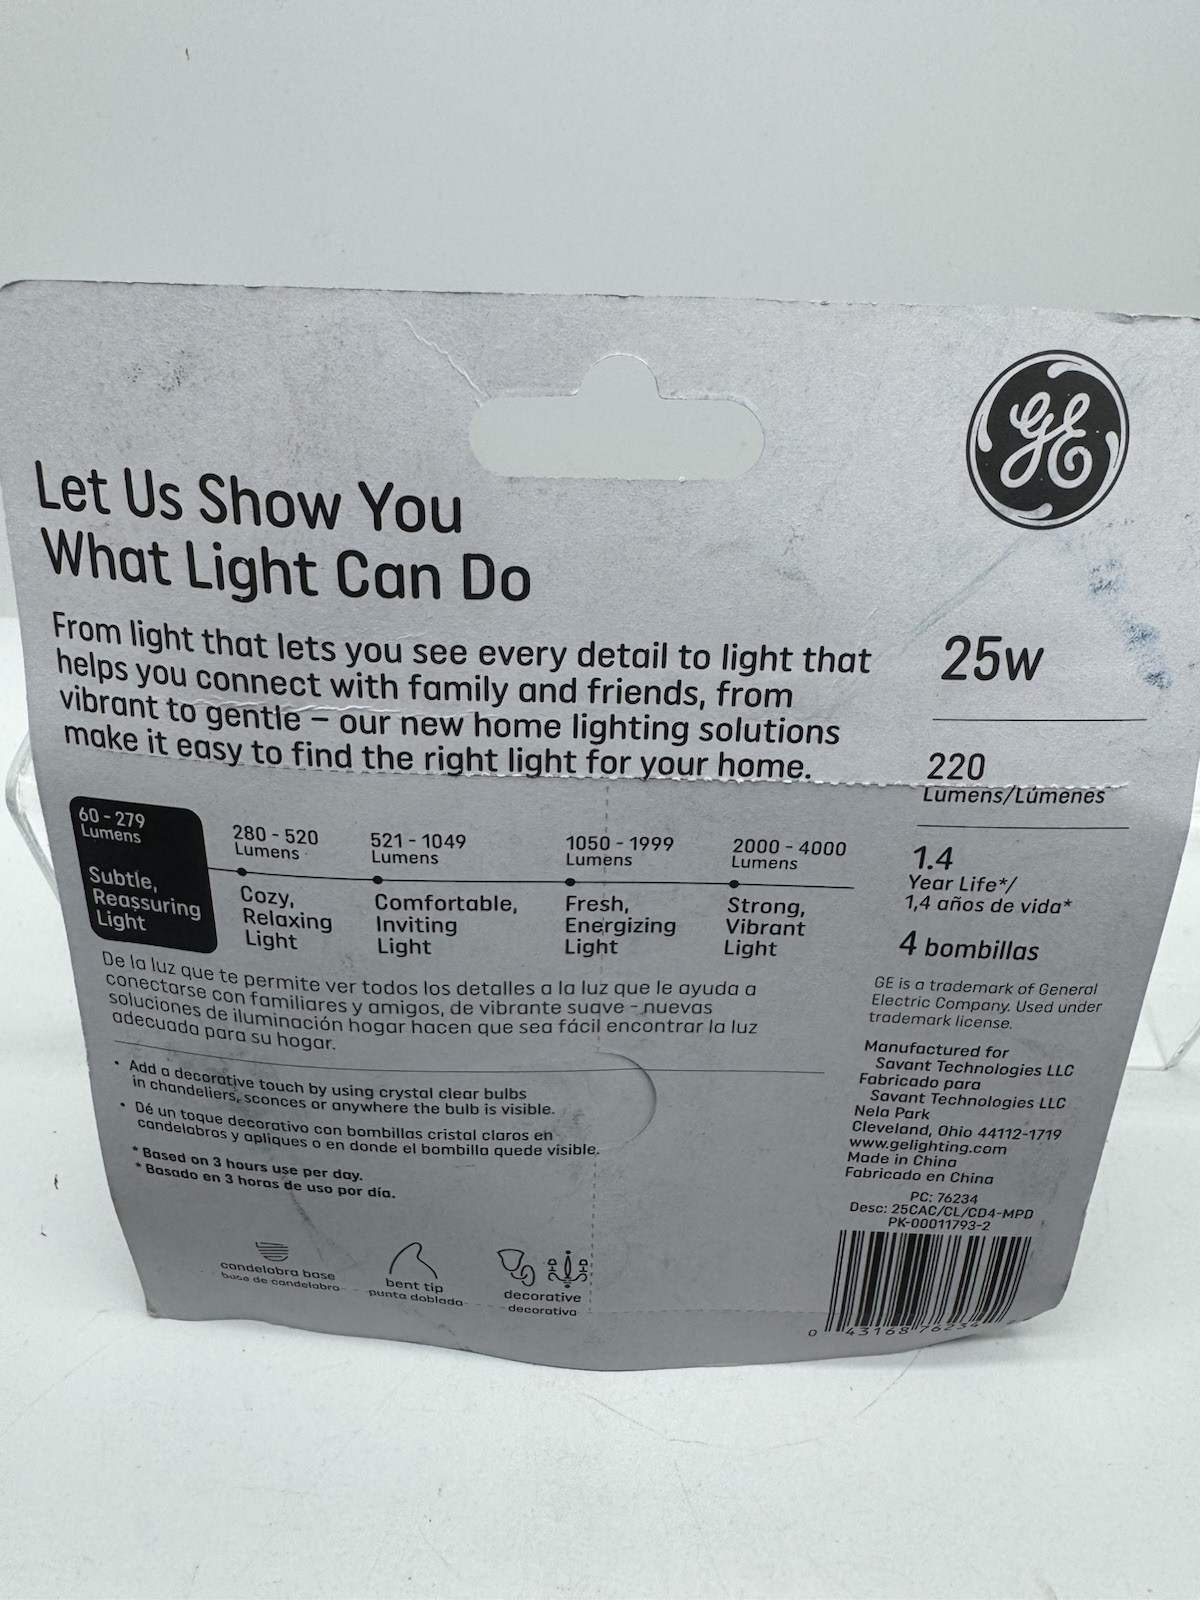 GE
Let Us Show You
What Light Can Do
From light that lets you see every detail to light that
helps you connect with family and friends, from
vibrant to gentle – our new home lighting solutions
make it easy to find the right light for your home.
25w
220
Lumens/Lúmenes
1.4
Year Life*/
1,4 años de vida*
4 bombillas
60 - 279
Lumens
Subtle,
Reassuring
Light
280 - 520
Lumens
Cozy,
Relaxing
Light
521 - 1049
Lumens
Comfortable,
Inviting
Light
1050 - 1999
Lumens
Fresh,
Energizing
Light
2000 - 4000
Lumens
Strong,
Vibrant
Light
De la luz que te permite ver todos los detalles a la luz que le ayuda a
conectarse con familiares y amigos, de vibrante suave - nuevas
soluciones de iluminación hogar hacen que sea fácil encontrar la luz
adecuada para su hogar.
• Add a decorative touch by using crystal clear bulbs
in chandeliers, sconces or anywhere the bulb is visible.
• Dé un toque decorativo con bombillas cristal claros en
candelabros y apliques o en donde el bombilla quede visible.
* Based on 3 hours use per day.
* Basado en 3 horas de uso por día.
candelabra base
base de candelabro
bent tip
punta doblada
decorative
decorativa
GE is a trademark of General
Electric Company. Used under
trademark license.
Manufactured for
Savant Technologies LLC
Fabricado para
Savant Technologies LLC
Nela Park
Cleveland, Ohio 44112-1719
www.gelighting.com
Made in China
Fabricado en China
PC: 76234
Desc: 25CAC/CL/CD4-MPD
PK-00011793-2
0 43168 76234